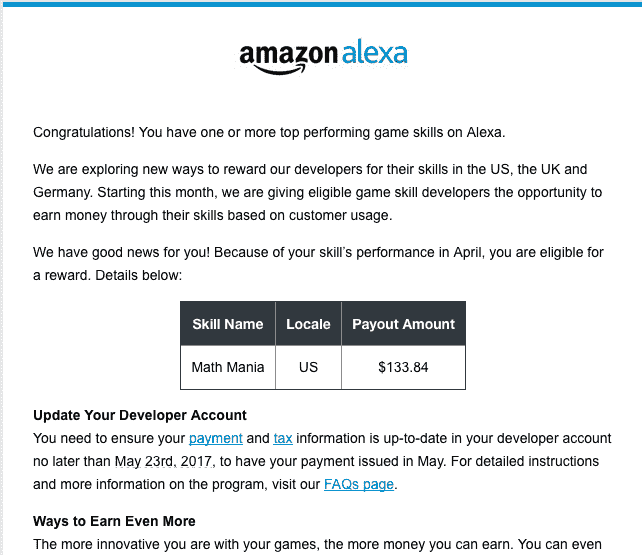 amazon alexa
Congratulations! You have one or more top performing game skills on Alexa.
We are exploring new ways to reward our developers for their skills in the US, the UK and
Germany. Starting this month, we are giving eligible game skill developers the opportunity to
earn money through their skills based on customer usage.
We have good news for you! Because of your skill's performance in April, you are eligible for
a reward. Details below:
Skill Name Locale Payout Amount
Math Mania US $133.84
Update Your Developer Account
You need to ensure your payment and tax information is up-to-date in your developer account
no later than May 23rd, 2017, to have your payment issued in May. For detailed instructions
and more information on the program, visit our FAQs page.
Ways to Earn Even More
The more innovative you are with your games, the more money you can earn. You can even